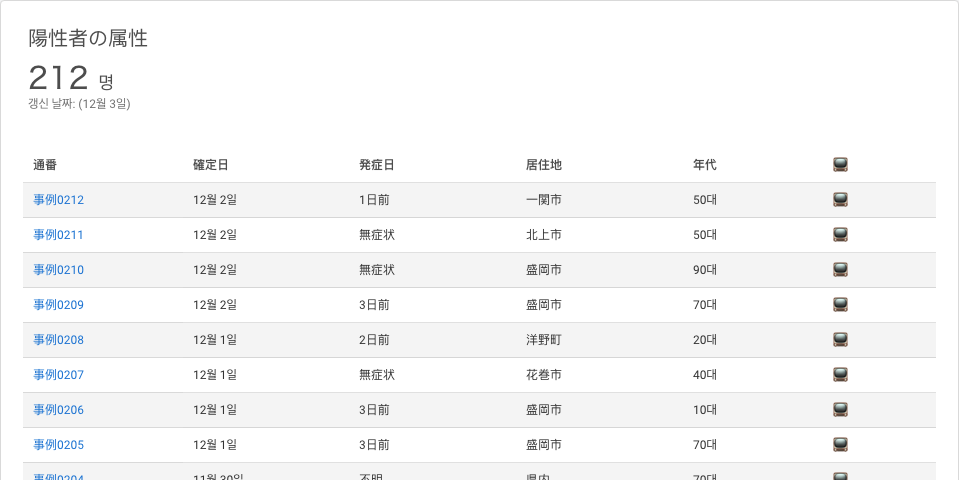 陽性者の属性
212 명
갱신 날짜: (12월 3일)
通番 確定日 発症日 居住地 年代
事例0212 12월 2일 1日前 一関市 50대
事例0211 12월 2일 無症状 北上市 50대
事例0210 12월 2일 無症状 盛岡市 90대
事例0209 12월 2일 3日前 盛岡市 70대
事例0208 12월 1일 2日前 洋野町 20대
事例0207 12월 1일 無症状 花巻市 40대
事例0206 12월 1일 3日前 盛岡市 10대
事例0205 12월 1일 3日前 盛岡市 70대
事例0204 11월 30일 不明 県内 70대